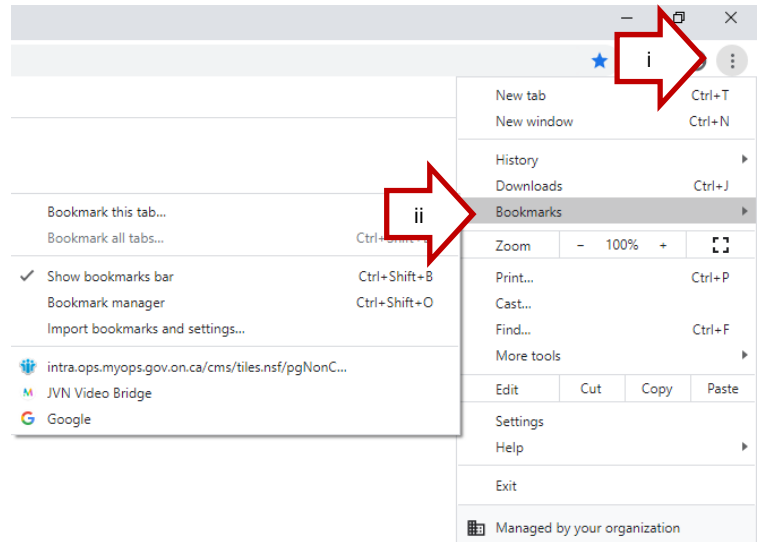 i
New tab Ctrl+T
New window Ctrl+N
History
Downloads Ctrl+J
ii
Bookmarks
Zoom - 100% +
Print... Ctrl+P
Cast...
Find... Ctrl+F
More tools
Edit Cut Copy Paste
Settings
Help
Exit
Managed by your organization
Bookmark this tab...
Bookmark all tabs...
Show bookmarks bar Ctrl+Shift+B
Bookmark manager Ctrl+Shift+O
Import bookmarks and settings...
intra.ops.myops.gov.on.ca/cms/tiles.nsf/pgNonC...
JVN Video Bridge
Google